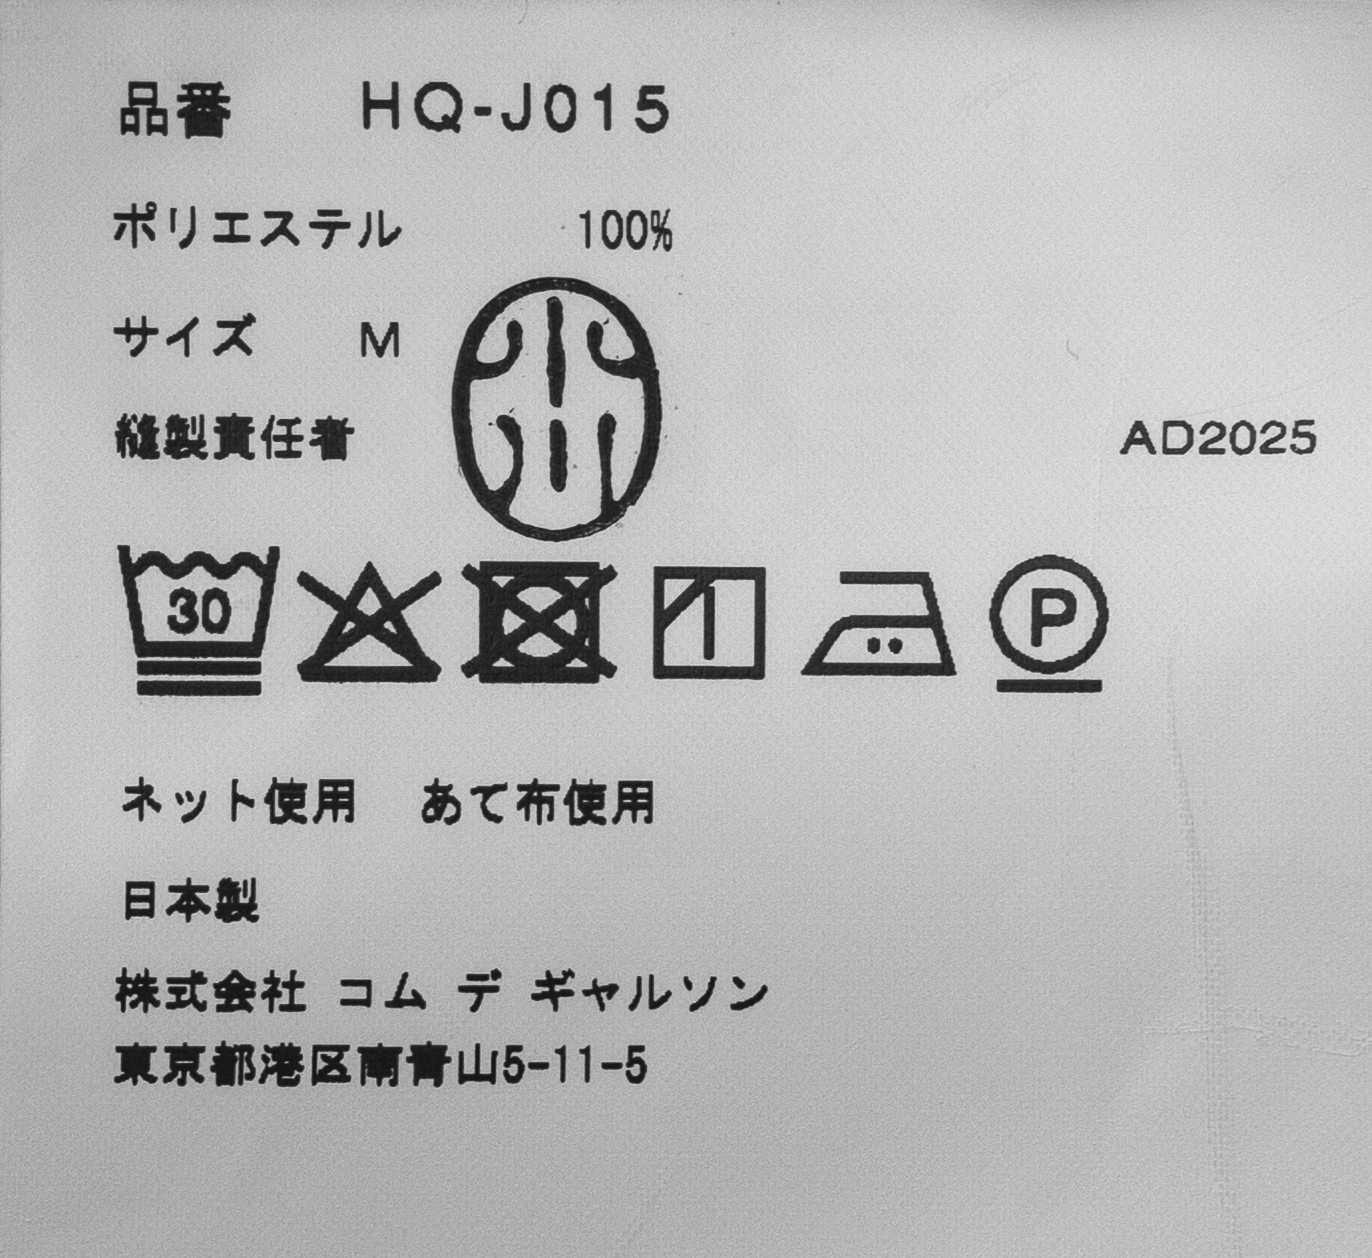 品番 HQ-J015
ポリエステル 100%
サイズ M
縫製責任者
AD2025
30
P
ネット使用 あて布使用
日本製
株式会社 コム デ ギャルソン
東京都港区南青山5-11-5